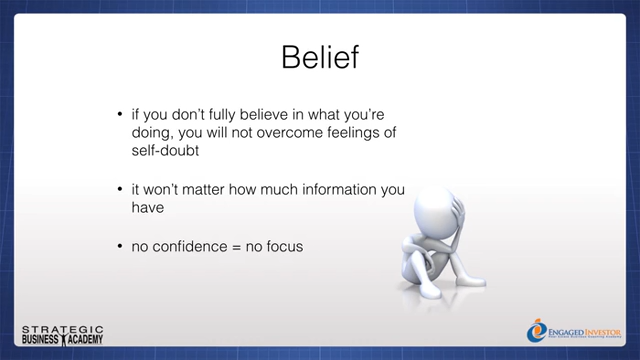 Belief
• if you don't fully believe in what you're
doing, you will not overcome feelings of
self-doubt
• it won't matter how much information you
have
• no confidence = no focus
STRATEGIC
BUSINESS ACADEMY
ENGAGED INVESTOR